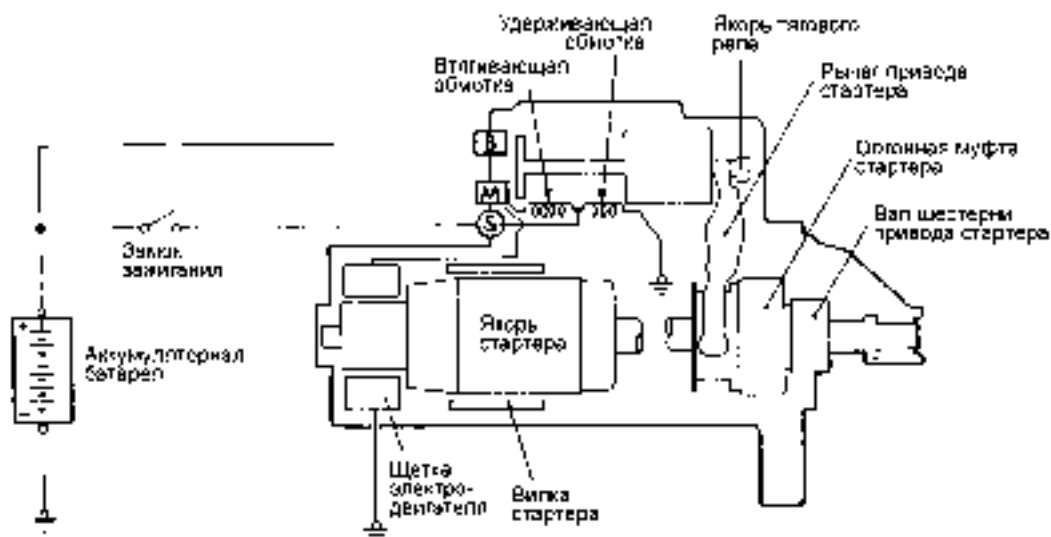 Удерживающая
обмотка
Якорь тягового
реле
Втягивающая
обмотка
Рычаг привода
стартера
B
Обгонная муфта
стартера
M
S
Вал шестерни
привода стартера
Замок
зажигания
Якорь
стартера
Аккумуляторная
батарея
Щетка
электро-
двигателя
Вилка
стартера